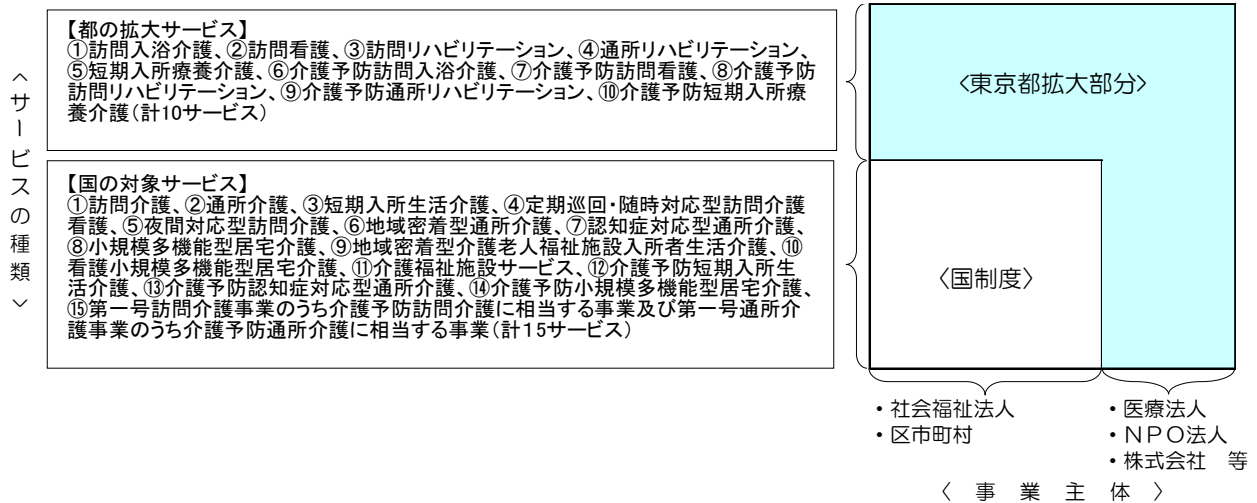 【都の拡大サービス】
①訪問入浴介護、②訪問看護、③訪問リハビリテーション、④通所リハビリテーション、
⑤短期入所療養介護、⑥介護予防訪問入浴介護、⑦介護予防訪問看護、⑧介護予防
訪問リハビリテーション、⑨介護予防通所リハビリテーション、⑩介護予防短期入所療
養介護(計10サービス)
〈サービスの種類〉
【国の対象サービス】
①訪問介護、②通所介護、③短期入所生活介護、④定期巡回・随時対応型訪問介護
看護、⑤夜間対応型訪問介護、⑥地域密着型通所介護、⑦認知症対応型通所介護、
⑧小規模多機能型居宅介護、⑨地域密着型介護老人福祉施設入所者生活介護、⑩
看護小規模多機能型居宅介護、⑪介護福祉施設サービス、⑫介護予防短期入所生
活介護、⑬介護予防認知症対応型通所介護、⑭介護予防小規模多機能型居宅介護、
⑮第一号訪問介護事業のうち介護予防訪問介護に相当する事業及び第一号通所介
護事業のうち介護予防通所介護に相当する事業(計15サービス)
〈東京都拡大部分〉
〈国制度〉
・社会福祉法人
・区市町村
・医療法人
・NPO法人
・株式会社 等
〈 事 業 主 体 〉